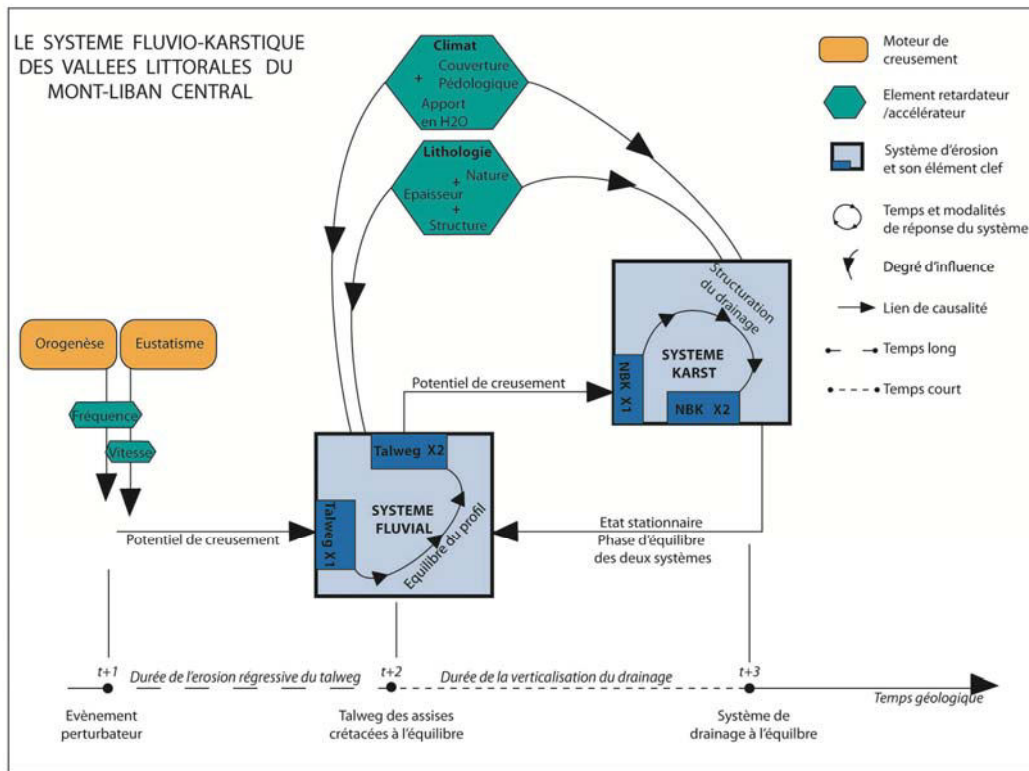 LE SYSTEME FLUVIO-KARSTIQUE
DES VALLEES LITTORALES DU
MONT-LIBAN CENTRAL
Climat
Couverture
+
Pédologique
Apport
en H2O
Lithologie
+
Nature
Epaisseur
+
Structure
Moteur de
creusement
Element retardateur
/accélérateur
Système d'érosion
et son élément clef
Temps et modalités
de réponse du système
Degré d'influence
Lien de causalité
Temps long
Temps court
Orogenèse
Eustatisme
Fréquence
Vitesse
Potentiel de creusement
Talweg X1
Talweg X2
SYSTEME
FLUVIAL
Equilibre du profil
Potentiel de creusement
NBK X1
NBK X2
SYSTEME
KARST
Structuration
du drainage
Etat stationnaire
Phase d'équilibre
des deux systèmes
t+1
Durée de l'erosion régressive du talweg
t+2
Durée de la verticalisation du drainage
t+3
Temps géologique
Evènement
perturbateur
Talweg des assises
crétacées à l'équilibre
Système de
drainage à l'équilbre